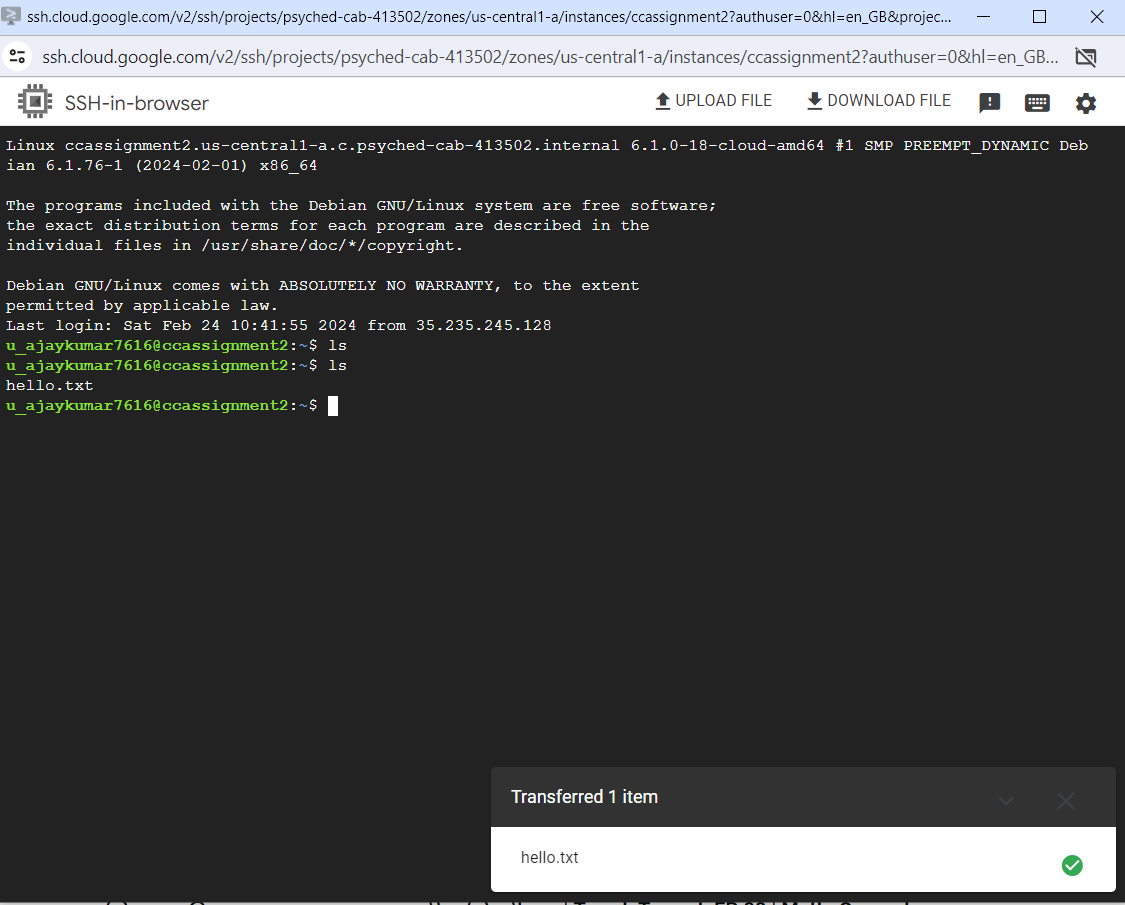 ssh.cloud.google.com/v2/ssh/projects/psyched-cab-413502/zones/us-central1-a/instances/ccassignment2?authuser=0&hl=en_GB&projec...
ssh.cloud.google.com/v2/ssh/projects/psyched-cab-413502/zones/us-central1-a/instances/ccassignment2?authuser=0&hl=en_GB...
SSH-in-browser
UPLOAD FILE
DOWNLOAD FILE
Linux ccassignment2.us-central1-a.c.psyched-cab-413502.internal 6.1.0-18-cloud-amd64 #1 SMP PREEMPT_DYNAMIC Deb
ian 6.1.76-1 (2024-02-01) x86_64
The programs included with the Debian GNU/Linux system are free software;
the exact distribution terms for each program are described in the
individual files in /usr/share/doc/*/copyright.
Debian GNU/Linux comes with ABSOLUTELY NO WARRANTY, to the extent
permitted by applicable law.
Last login: Sat Feb 24 10:41:55 2024 from 35.235.245.128
u_ajaykumar7616@ccassignment2:~$ ls
u_ajaykumar7616@ccassignment2:~$ ls
hello.txt
u_ajaykumar7616@ccassignment2:~$
Transferred 1 item
hello.txt